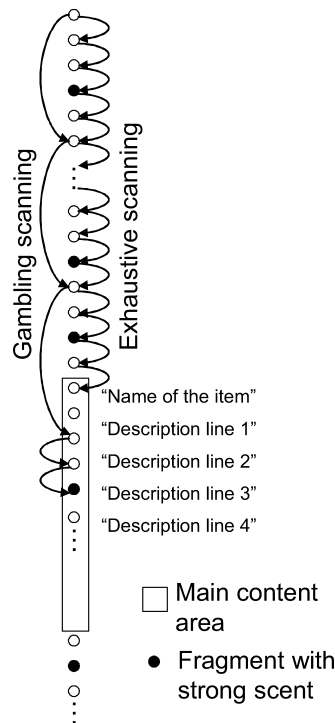 Gambling scanning
Exhaustive scanning
“Name of the item”
“Description line 1”
“Description line 2”
“Description line 3”
“Description line 4”
Main content
area
Fragment with
strong scent